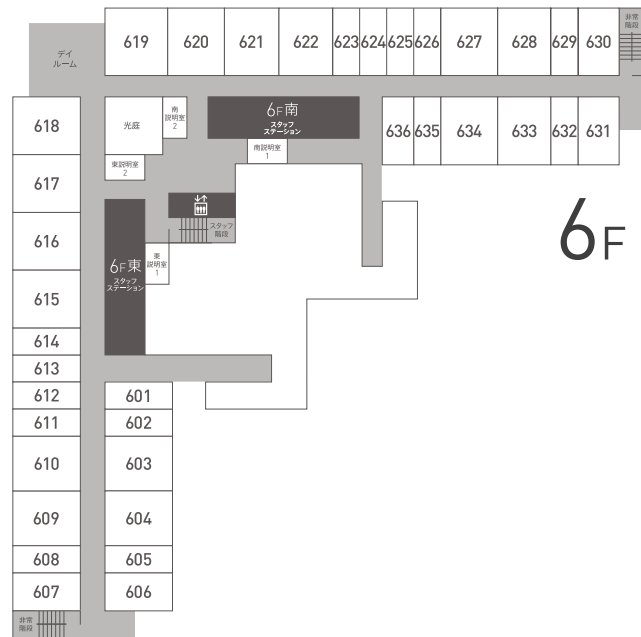 619
620
621
622
623
624
625
626
627
628
629
630
非常
階段
デイ
ルーム
618
光庭
南
説明室
2
6F南
スタッフ
ステーション
南説明室
1
636
635
634
633
632
631
東説明室
2
617
スタッフ
階段
6F
616
6F東
スタッフ
ステーション
東
説明室
1
615
614
613
612
601
611
602
610
603
609
604
608
605
607
606
非常
階段